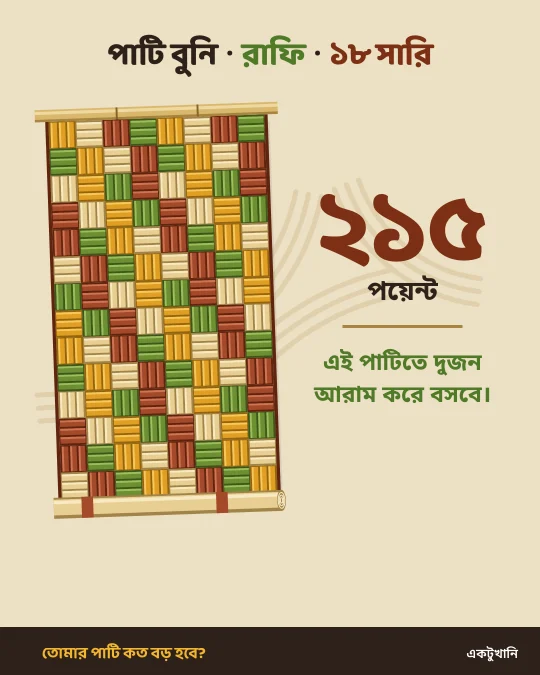 পাটি বুনি · রাফি · ১৮ সারি
২১৫
পয়েন্ট
এই পাটিতে দুজন
আরাম করে বসবে।
তোমার পাটি কত বড় হবে?
একটুখানি